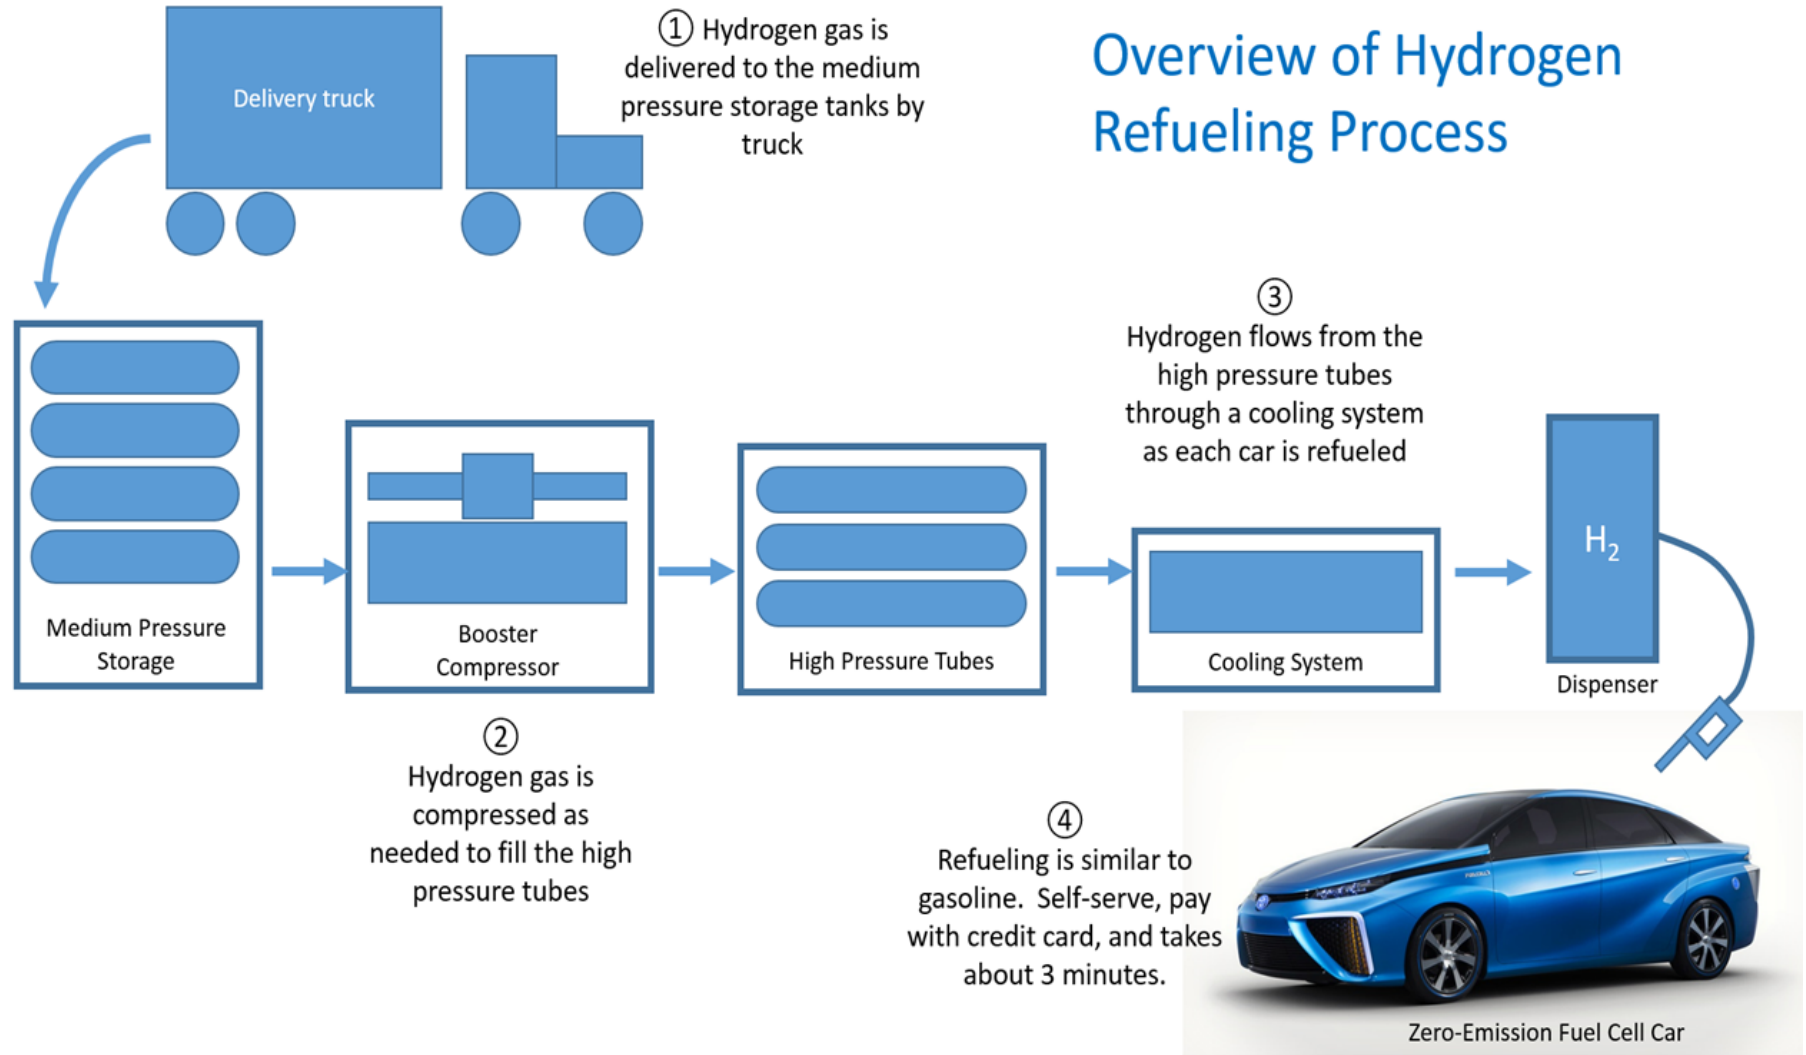 Overview of Hydrogen
Refueling Process
Delivery truck
① Hydrogen gas is
delivered to the medium
pressure storage tanks by
truck
Medium Pressure
Storage
Booster
Compressor
②
Hydrogen gas is
compressed as
needed to fill the high
pressure tubes
High Pressure Tubes
③
Hydrogen flows from the
high pressure tubes
through a cooling system
as each car is refueled
Cooling System
H₂
Dispenser
④
Refueling is similar to
gasoline.  Self-serve, pay
with credit card, and takes
about 3 minutes.
Zero-Emission Fuel Cell Car